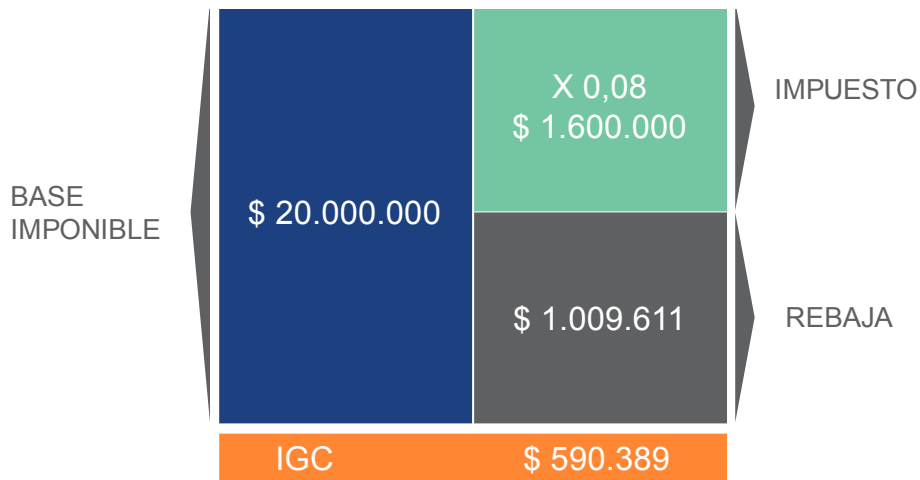 BASE
IMPONIBLE
$ 20.000.000
X 0,08
$ 1.600.000
IMPUESTO
$ 1.009.611
REBAJA
IGC $ 590.389